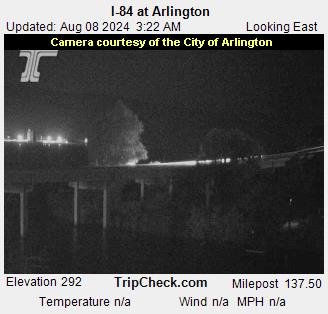 I-84 at Arlington
Updated: Aug 08 2024 3:22 AM Looking East
Camera courtesy of the City of Arlington
Elevation 292 TripCheck.com Milepost 137.50
Temperature n/a Wind n/a MPH n/a